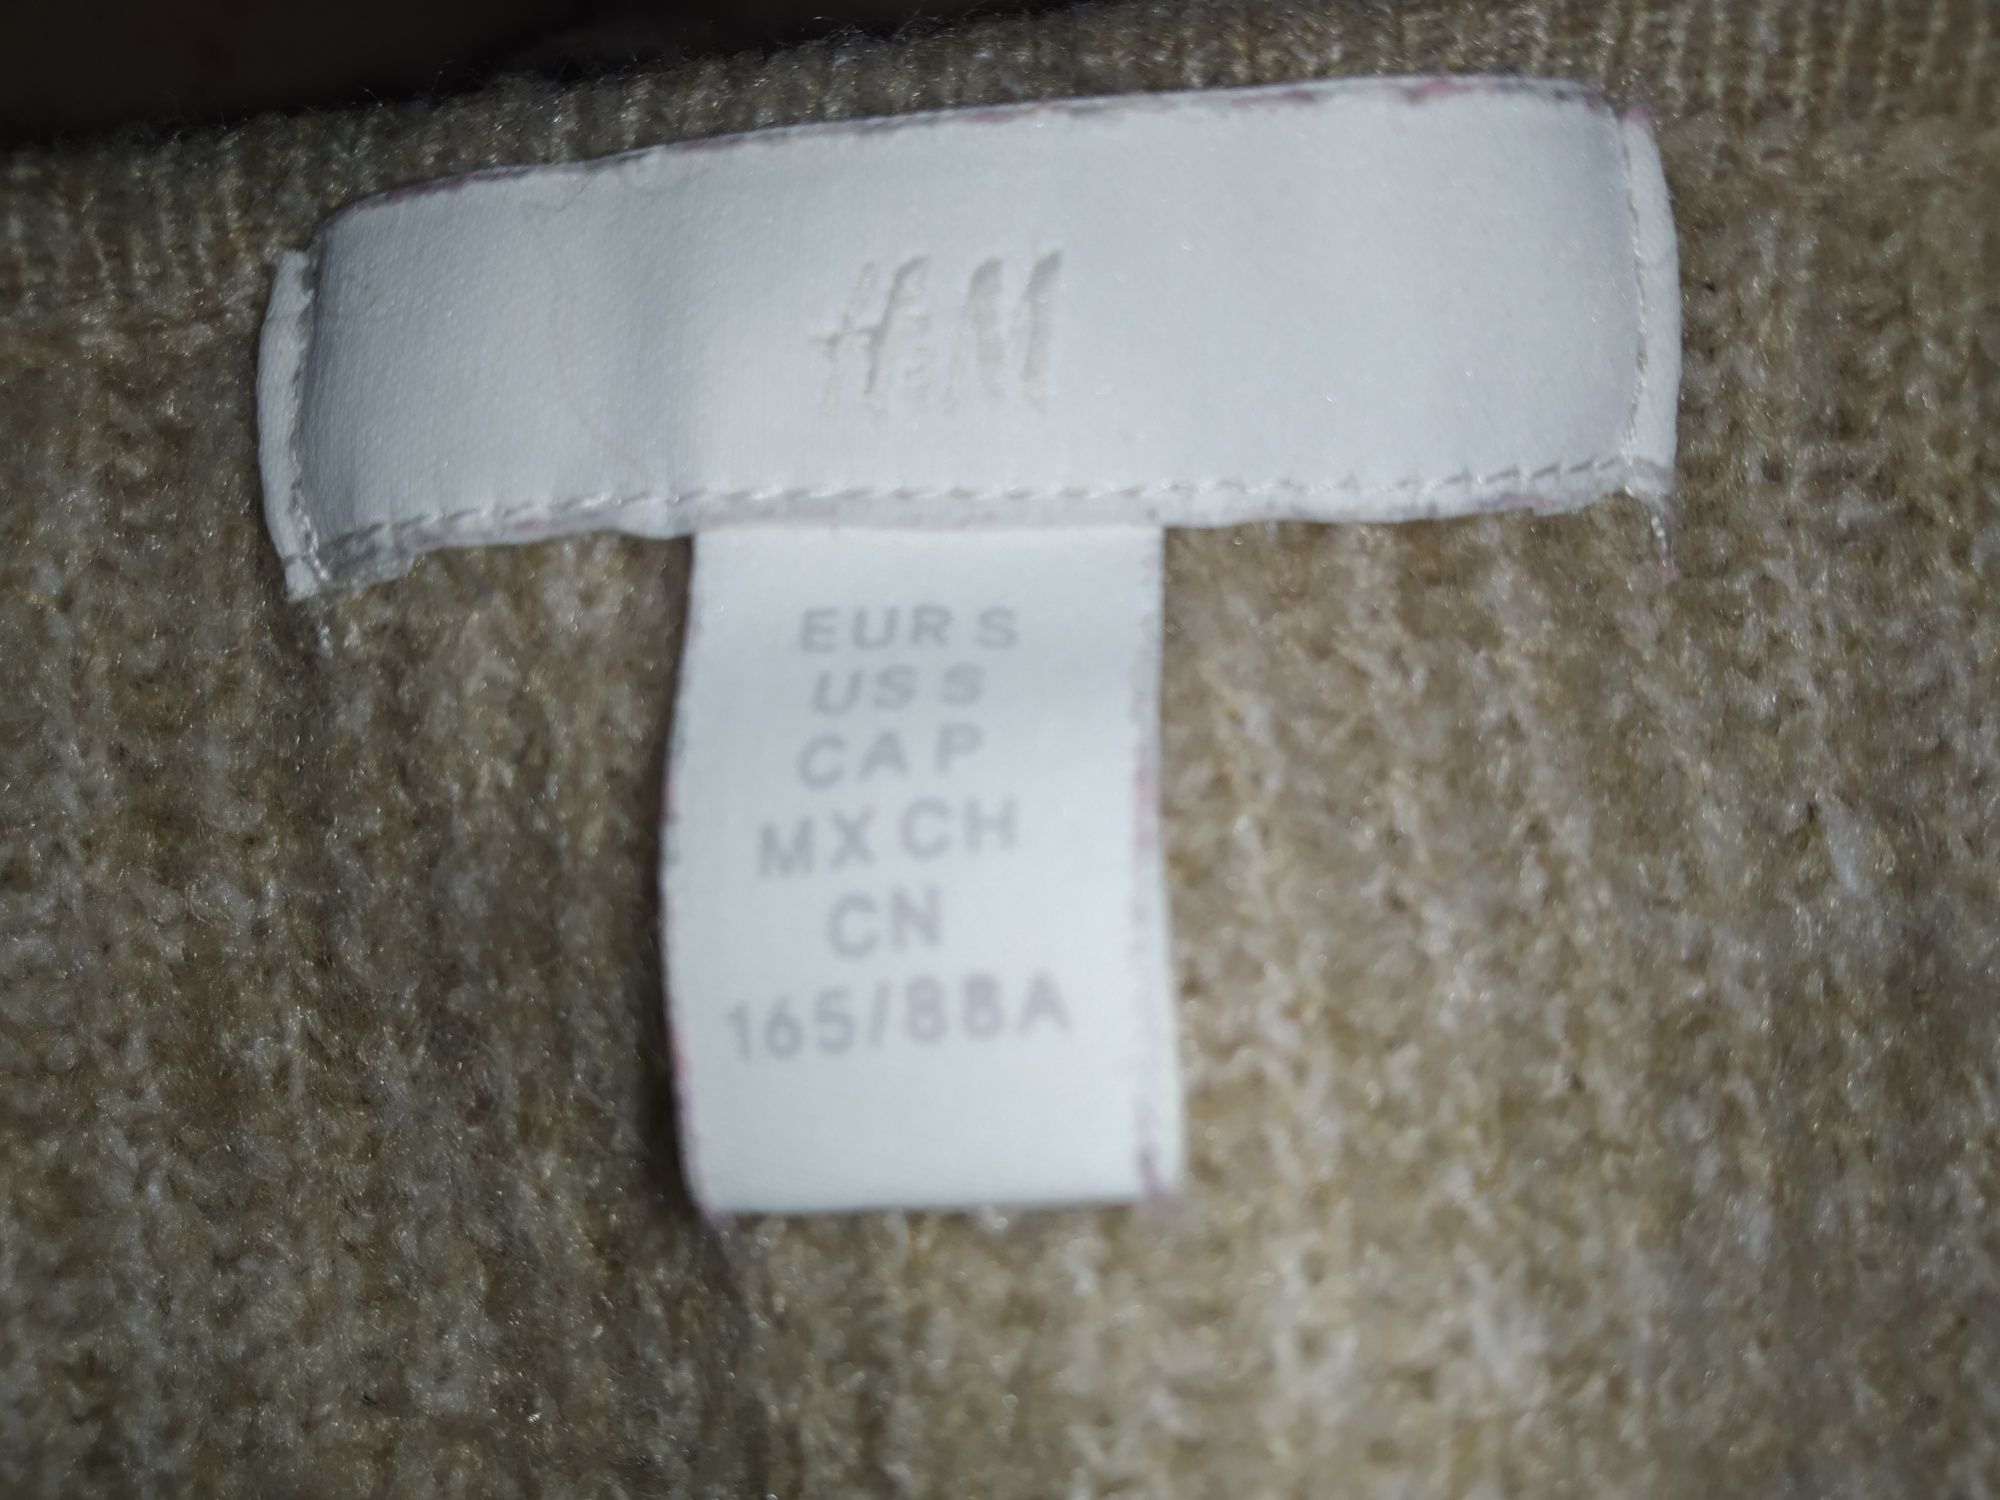 H&M
EUR S
US S
CA P
MX CH
CN
165/88A